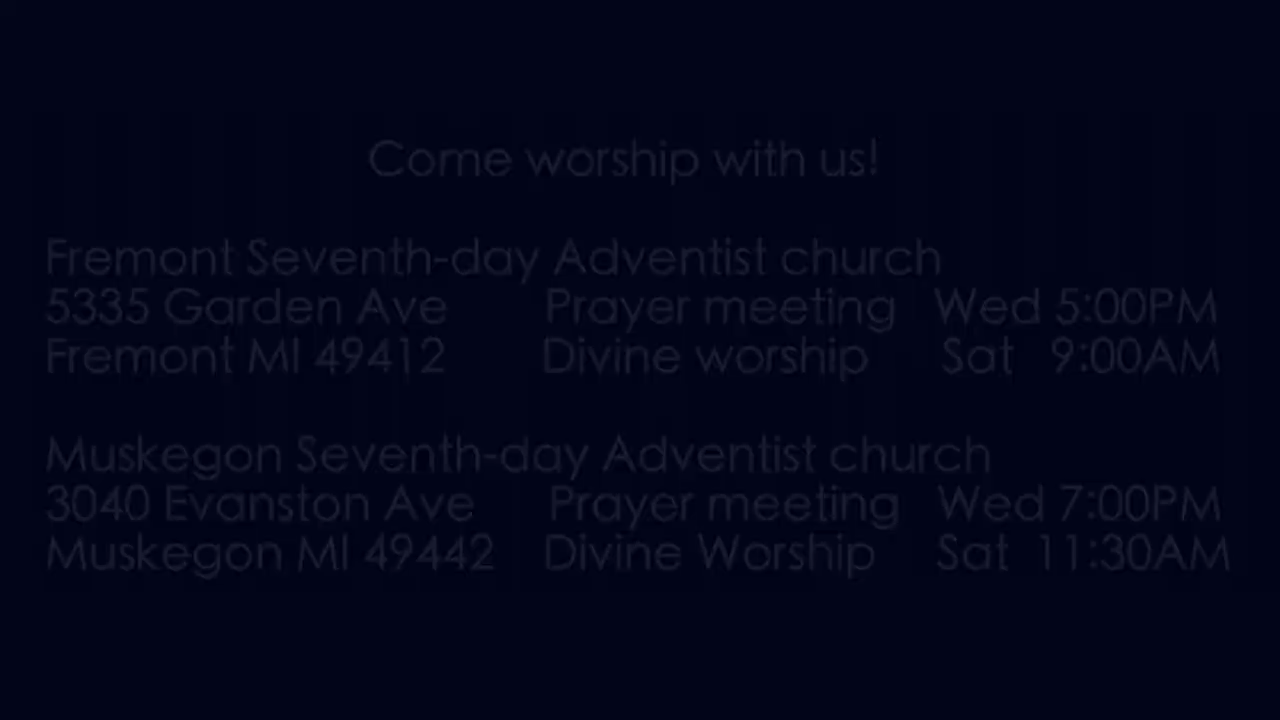 Come worship with us!
Fremont Seventh-day Adventist church
5335 Garden Ave Prayer meeting Wed 5:00PM
Fremont MI 49412 Divine worship Sat 9:00AM
Muskegon Seventh-day Adventist church
3040 Evanston Ave Prayer meeting Wed 7:00PM
Muskegon MI 49442 Divine Worship Sat 11:30AM